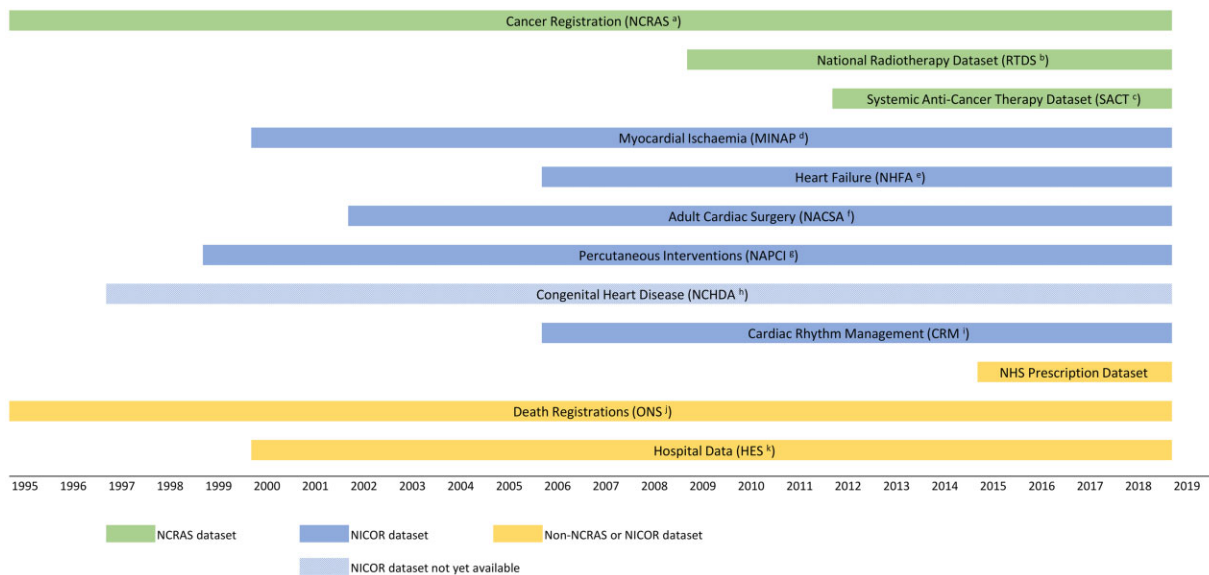 Cancer Registration (NCRAS ᵃ)
National Radiotherapy Dataset (RTDS ᵇ)
Systemic Anti-Cancer Therapy Dataset (SACT ᶜ)
Myocardial Ischaemia (MINAP ᵈ)
Heart Failure (NHFA ᵉ)
Adult Cardiac Surgery (NACSA ᶠ)
Percutaneous Interventions (NAPCI ᵍ)
Congenital Heart Disease (NCHDA ʰ)
Cardiac Rhythm Management (CRM ⁱ)
NHS Prescription Dataset
Death Registrations (ONS ʲ)
Hospital Data (HES ᵏ)
1995 1996 1997 1998 1999 2000 2001 2002 2003 2004 2005 2006 2007 2008 2009 2010 2011 2012 2013 2014 2015 2016 2017 2018 2019
NCRAS dataset NICOR dataset Non-NCRAS or NICOR dataset
NICOR dataset not yet available